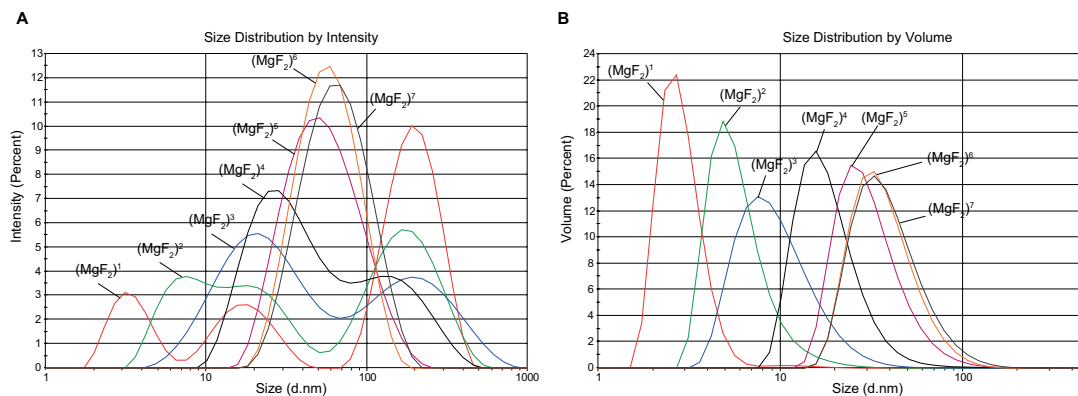 A
Size Distribution by Intensity
Intensity (Percent)
13
12
11
10
9
8
7
6
5
4
3
2
1
0
(MgF₂)⁶
(MgF₂)⁷
(MgF₂)⁵
(MgF₂)⁴
(MgF₂)³
(MgF₂)²
(MgF₂)¹
1 10 100 1000
Size (d.nm)
B
Size Distribution by Volume
Volume (Percent)
24
22
20
18
16
14
12
10
8
6
4
2
0
(MgF₂)¹
(MgF₂)²
(MgF₂)⁴
(MgF₂)⁵
(MgF₂)³
(MgF₂)⁶
(MgF₂)⁷
1 10 100
Size (d.nm)